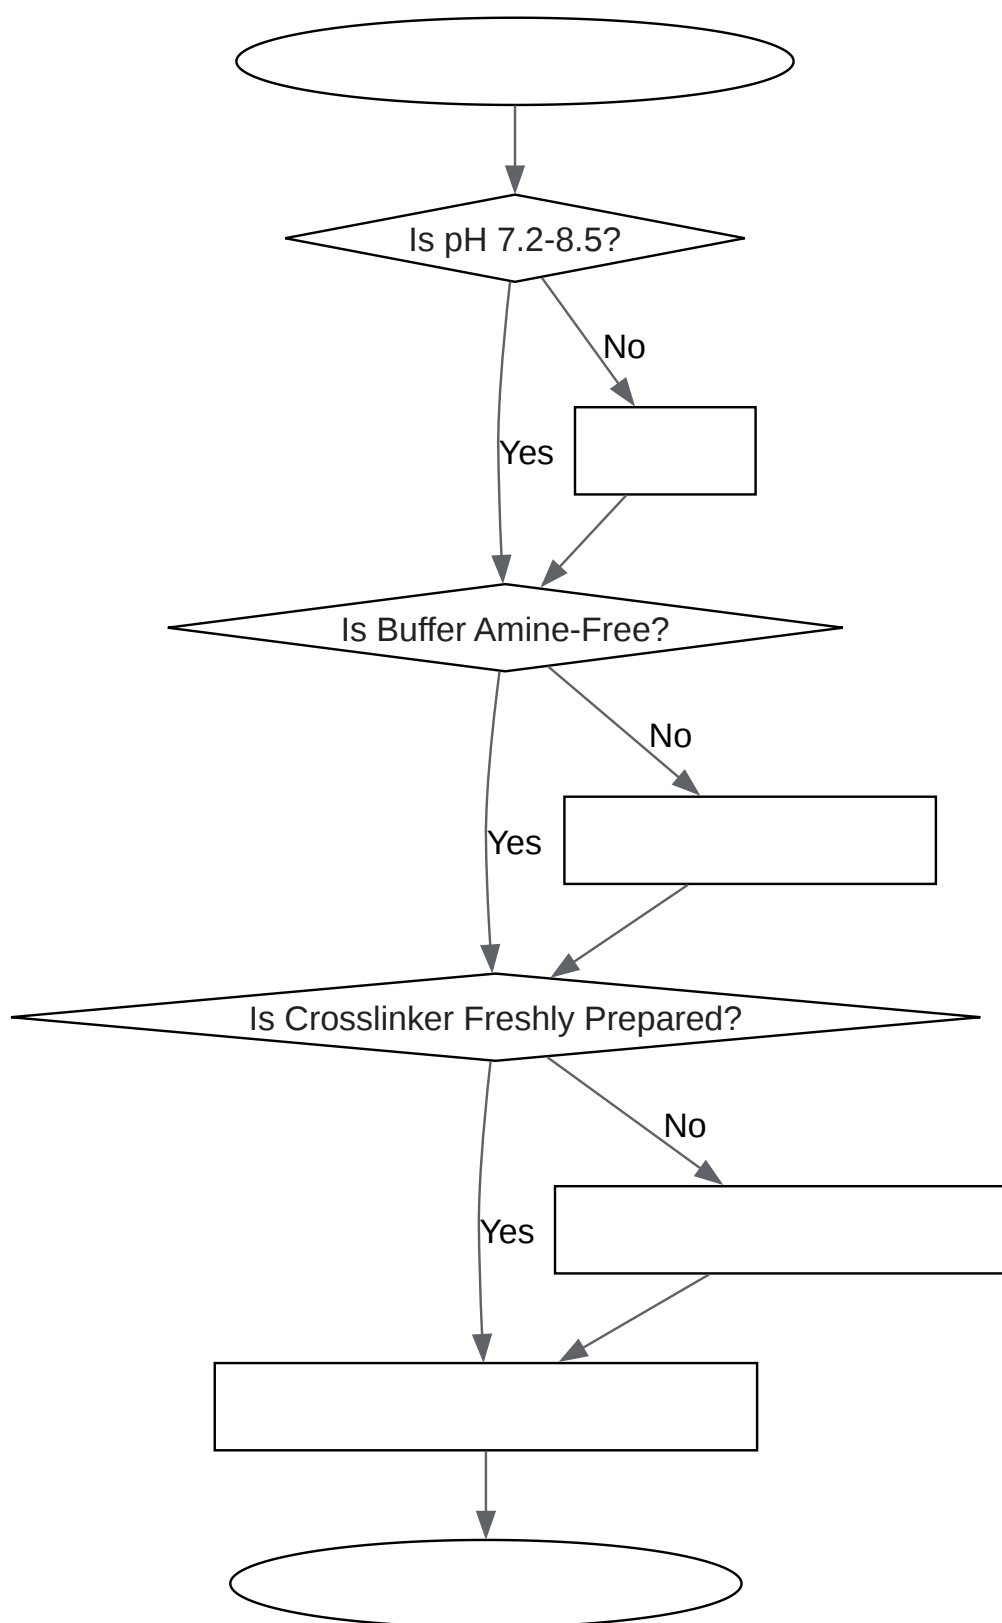 Is pH 7.2-8.5?
No
Yes
Is Buffer Amine-Free?
No
Yes
Is Crosslinker Freshly Prepared?
No
Yes